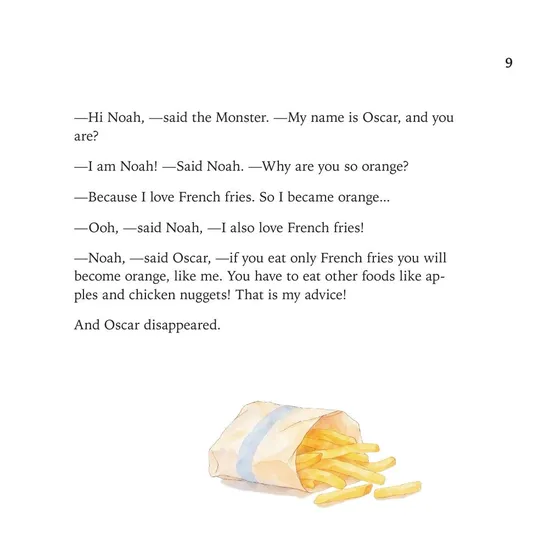 9
—Hi Noah, —said the Monster. —My name is Oscar, and you
are?
—I am Noah! —Said Noah. —Why are you so orange?
—Because I love French fries. So I became orange...
—Ooh, —said Noah, —I also love French fries!
—Noah, —said Oscar, —if you eat only French fries you will
become orange, like me. You have to eat other foods like ap-
ples and chicken nuggets! That is my advice!
And Oscar disappeared.